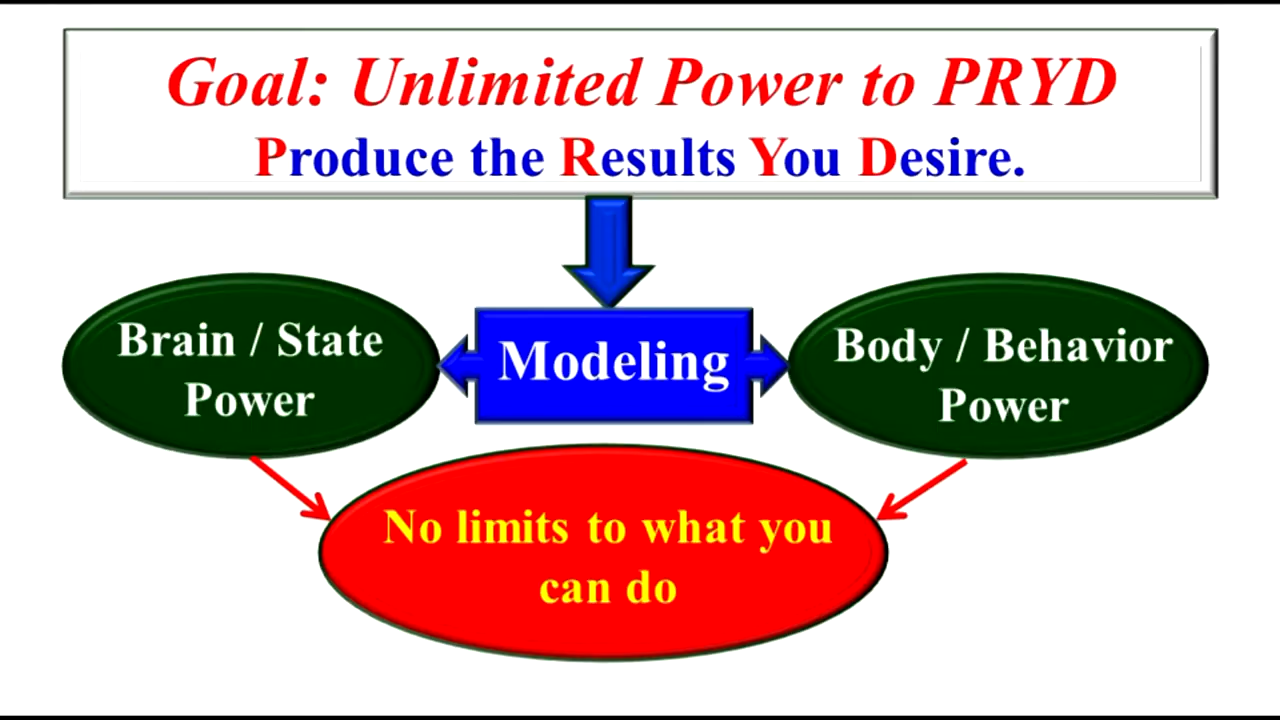 Goal: Unlimited Power to PRYD
Produce the Results You Desire.
Brain / State
Power
Modeling
Body / Behavior
Power
No limits to what you
can do